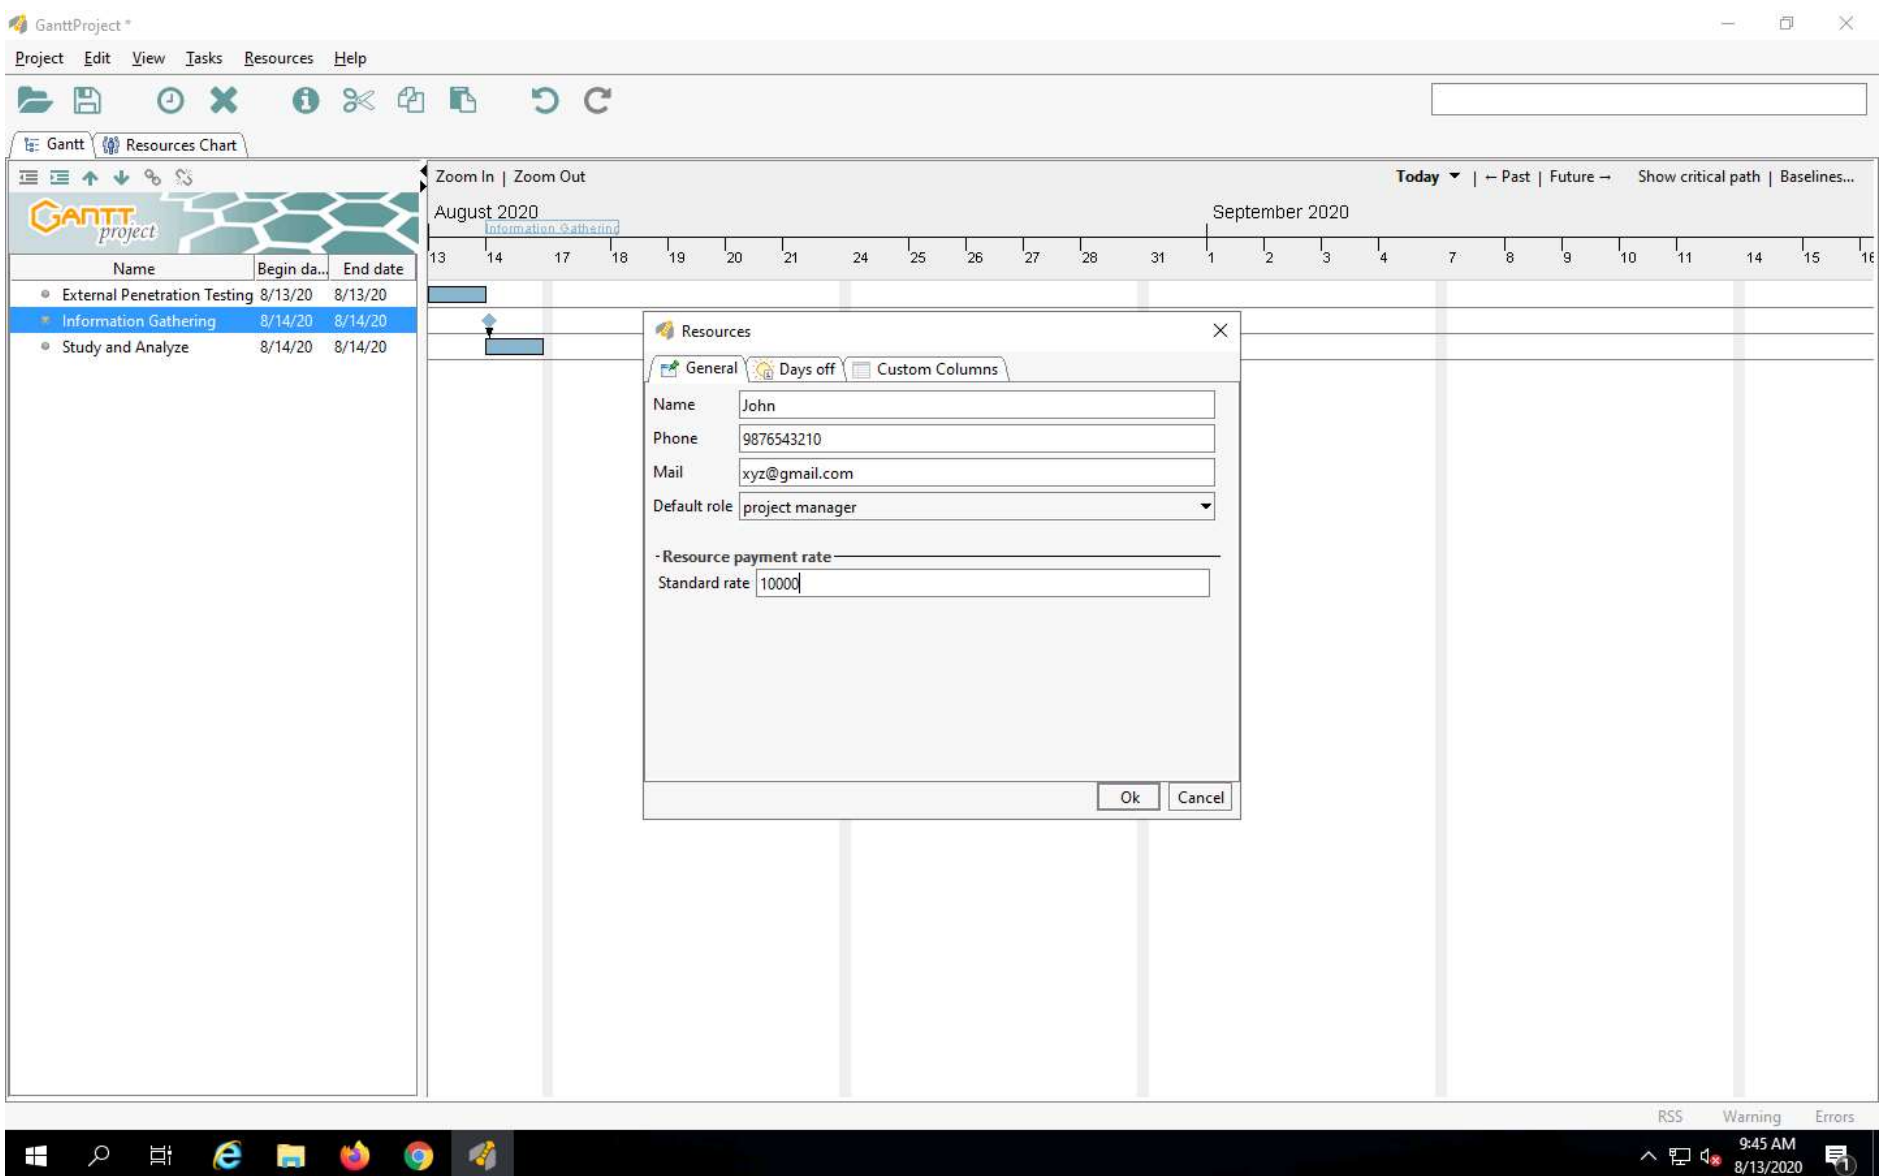 GanttProject *
Project Edit View Tasks Resources Help
Gantt Resources Chart
Zoom In | Zoom Out Today | ← Past | Future → Show critical path | Baselines...
GANTT project
August 2020 September 2020
Information Gathering
13 14 17 18 19 20 21 24 25 26 27 28 31 1 2 3 4 7 8 9 10 11 14 15 16
Name Begin da... End date
External Penetration Testing 8/13/20 8/13/20
Information Gathering 8/14/20 8/14/20
Study and Analyze 8/14/20 8/14/20
Resources
General Days off Custom Columns
Name John
Phone 9876543210
Mail xyz@gmail.com
Default role project manager
Resource payment rate
Standard rate 10000
Ok Cancel
RSS Warning Errors
9:45 AM
8/13/2020
1